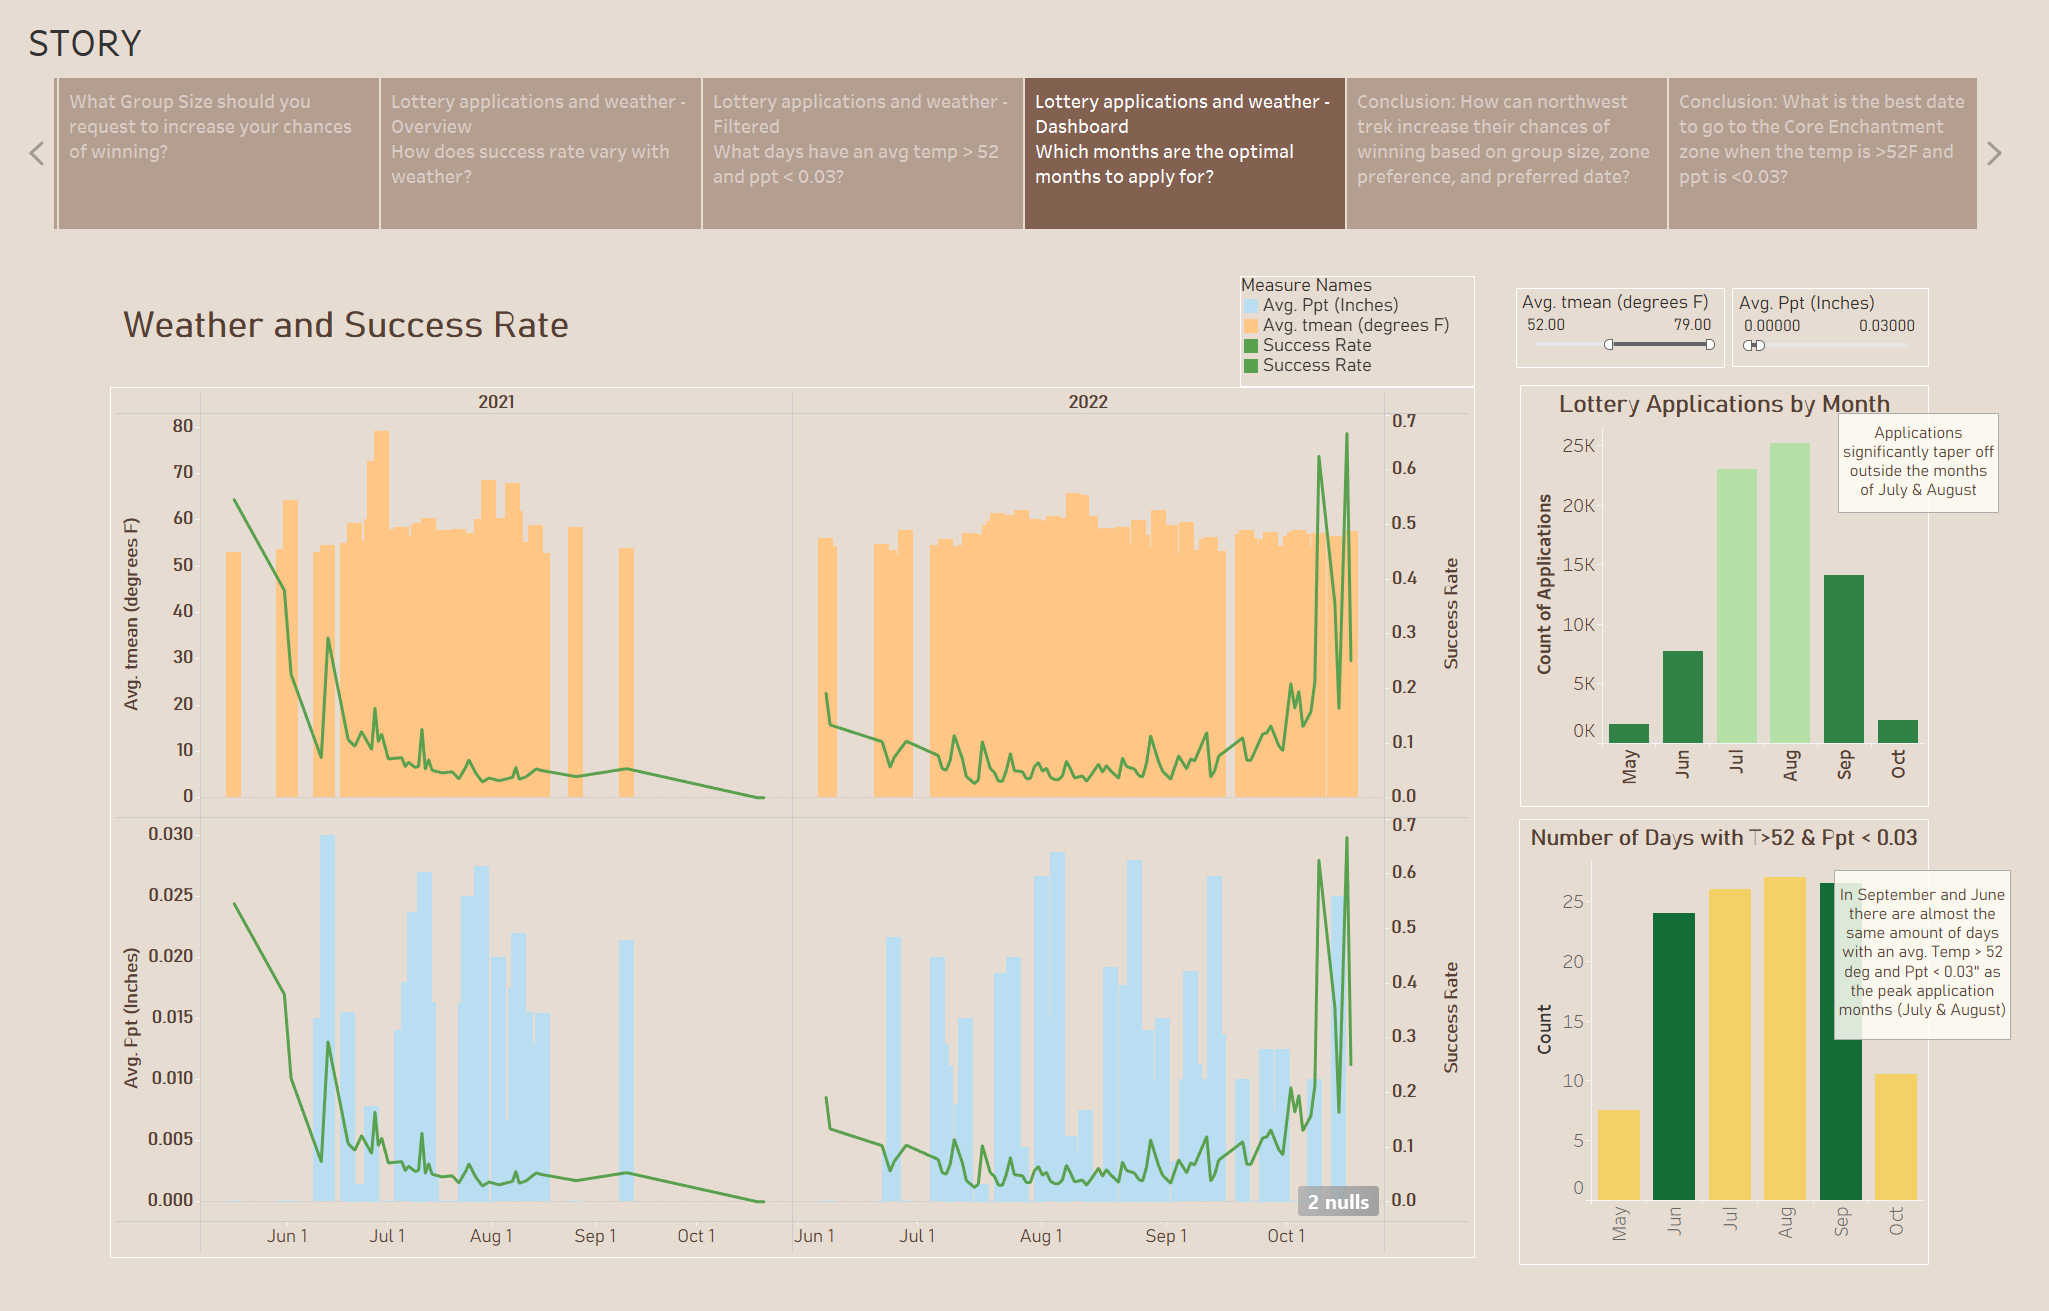 STORY
What Group Size should you
request to increase your chances
of winning?
Lottery applications and weather -
Overview
How does success rate vary with
weather?
Lottery applications and weather -
Filtered
What days have an avg temp > 52
and ppt < 0.03?
Lottery applications and weather -
Dashboard
Which months are the optimal
months to apply for?
Conclusion: How can northwest
trek increase their chances of
winning based on group size, zone
preference, and preferred date?
Conclusion: What is the best date
to go to the Core Enchantment
zone when the temp is >52F and
ppt is <0.03?
Weather and Success Rate
Measure Names
Avg. Ppt (Inches)
Avg. tmean (degrees F)
Success Rate
Success Rate
Avg. tmean (degrees F)
52.00 79.00
Avg. Ppt (Inches)
0.00000 0.03000
2021 2022
Avg. tmean (degrees F)
80
70
60
50
40
30
20
10
0
0.7
0.6
0.5
0.4
0.3
0.2
0.1
0.0
Success Rate
Avg. Ppt (Inches)
0.030
0.025
0.020
0.015
0.010
0.005
0.000
0.7
0.6
0.5
0.4
0.3
0.2
0.1
0.0
Success Rate
2 nulls
Jun 1 Jul 1 Aug 1 Sep 1 Oct 1 Jun 1 Jul 1 Aug 1 Sep 1 Oct 1
Lottery Applications by Month
Applications
significantly taper off
outside the months
of July & August
Count of Applications
25K
20K
15K
10K
5K
0K
May Jun Jul Aug Sep Oct
Number of Days with T>52 & Ppt < 0.03
In September and June
there are almost the
same amount of days
with an avg. Temp > 52
deg and Ppt < 0.03" as
the peak application
months (July & August)
Count
25
20
15
10
5
0
May Jun Jul Aug Sep Oct